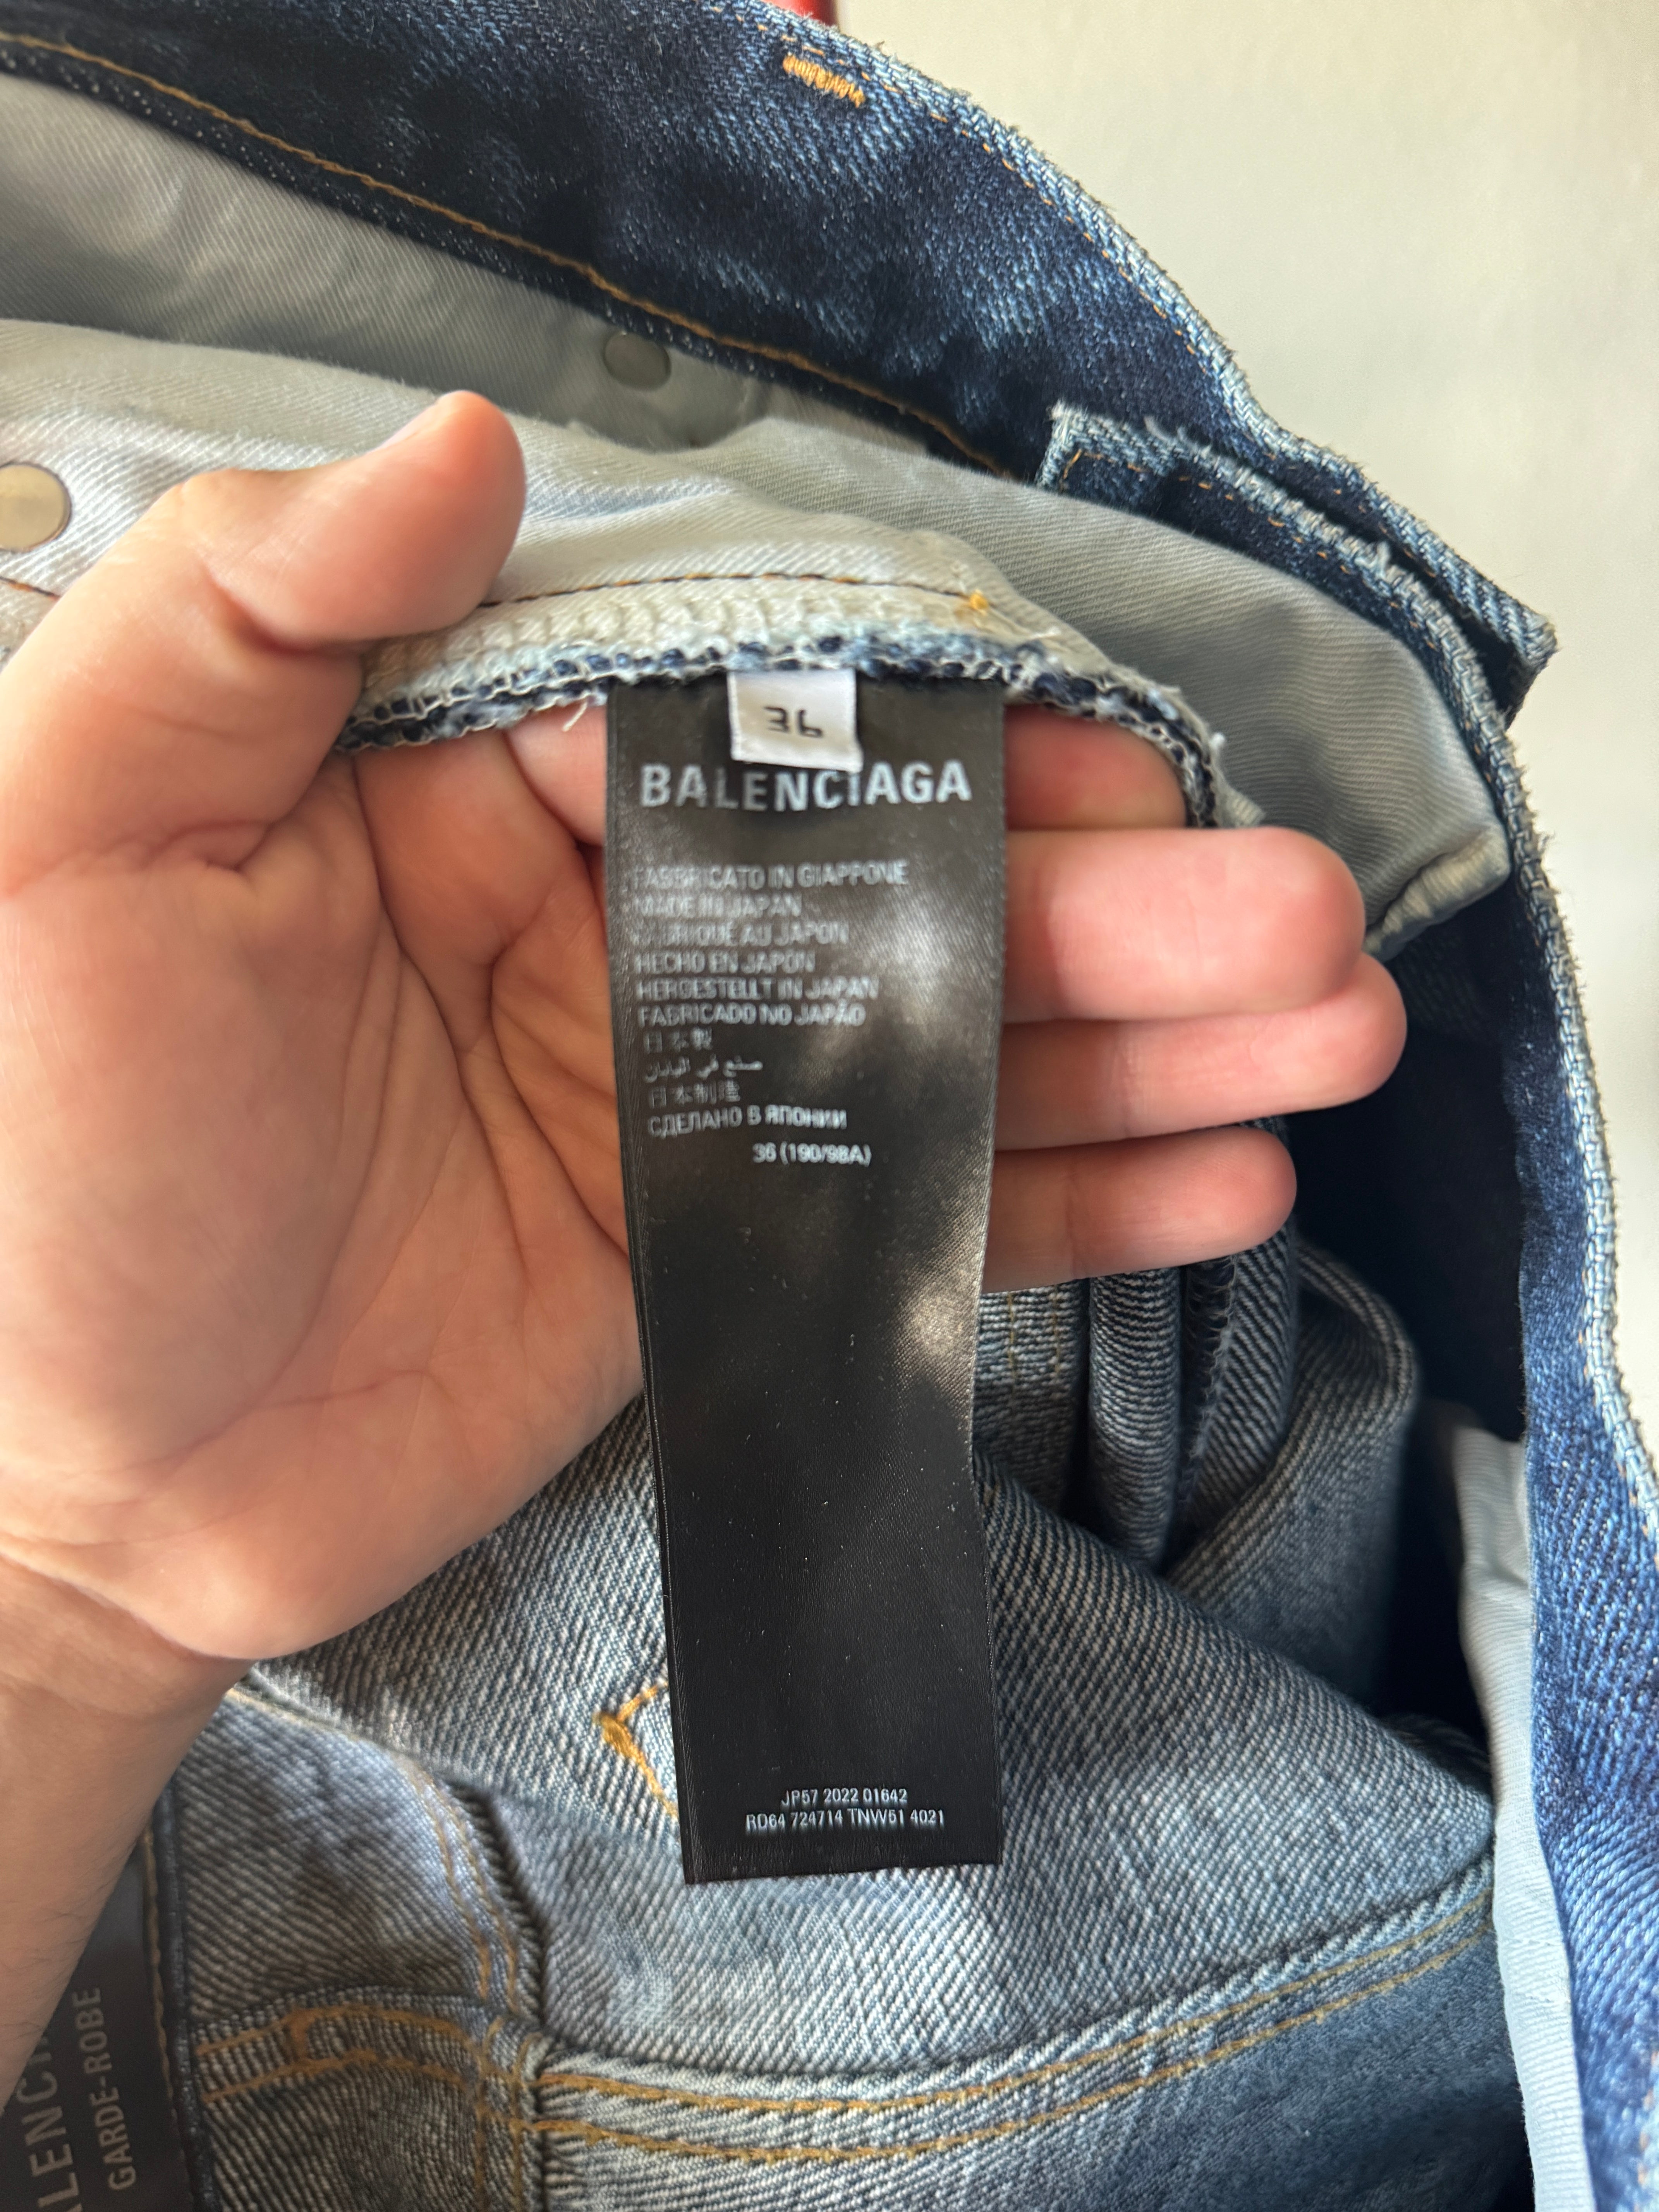 36
BALENCIAGA
FABBRICATO IN GIAPPONE
MADE IN JAPAN
FABRIQUÉ AU JAPON
HECHO EN JAPÓN
HERGESTELLT IN JAPAN
FABRICADO NO JAPÃO
日本製
صنع في اليابان
日本制造
СДЕЛАНО В ЯПОНИИ
36 (190/98A)
JP57 2022 01642
RD64 724714 TNW51 4021
GARDE-ROBE